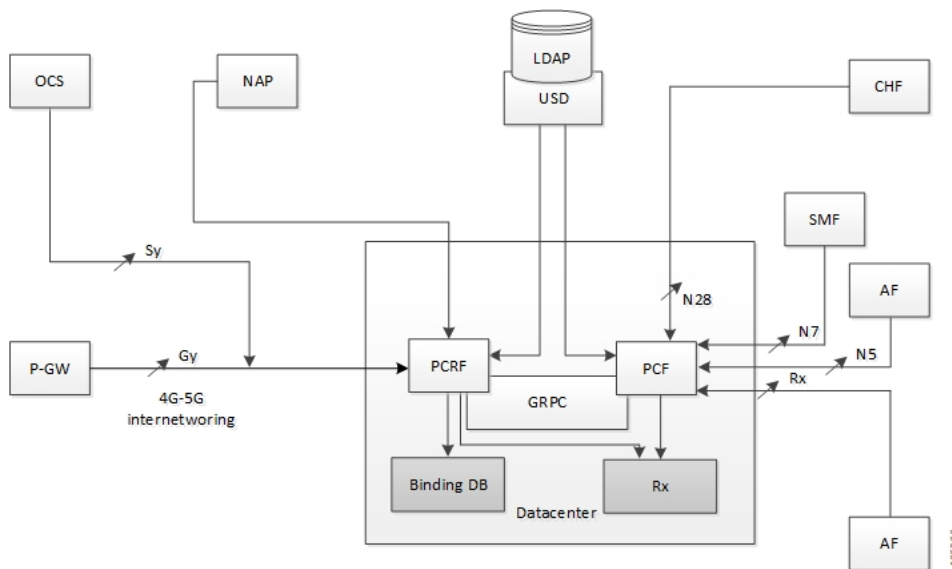 LDAP
OCS
NAP
USD
CHF
SMF
Sy
AF
N28
N7
P-GW
Gy
PCRF
PCF
N5
Rx
4G-5G
internetworing
GRPC
Binding DB
Rx
Datacenter
AF